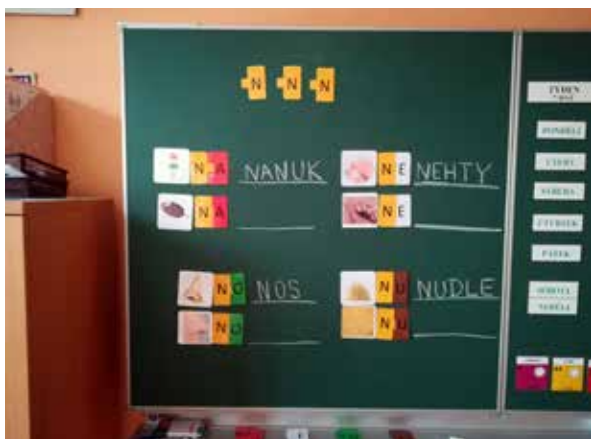 N N N
NA NANUK NE NEHTY
NA NE
NO NOS NU NUDLE
NO NU
TÝDEN
PONDĚLÍ
ÚTERÝ
STŘEDA
ČTVRTEK
PÁTEK
SOBOTA
NEDĚLE